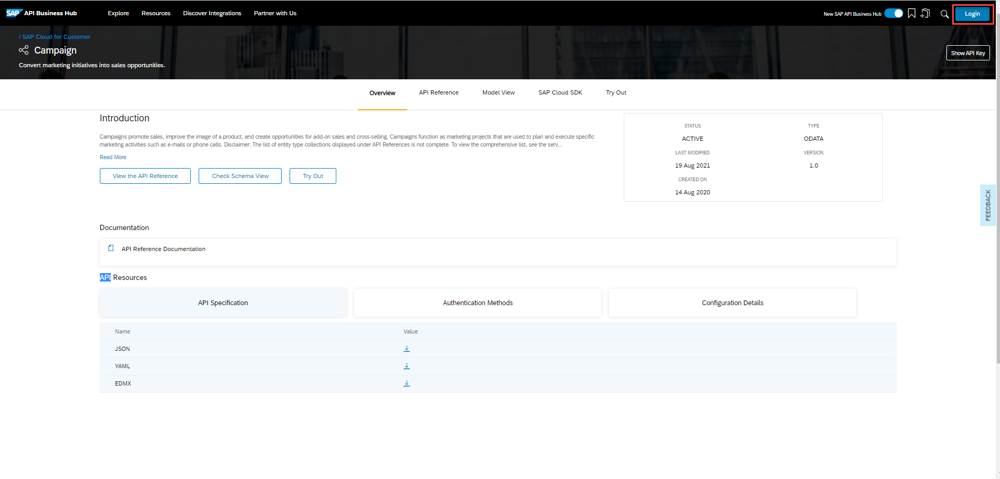 SAP API Business Hub
Explore
Resources
Discover Integrations
Partner with Us
New SAP API Business Hub
Login
/ SAP Cloud for Customer
Campaign
Convert marketing initiatives into sales opportunities.
Show API Key
Overview
API Reference
Model View
SAP Cloud SDK
Try Out
Introduction
Campaigns promote sales, improve the image of a product, and create opportunities for add-on sales and cross-selling. Campaigns function as marketing projects that are used to plan and execute specific
marketing activities such as e-mails or phone calls. Disclaimer: The list of entity type collections displayed under API References is not complete. To view the comprehensive list, see the serv...
Read More
View the API Reference
Check Schema View
Try Out
STATUS
TYPE
ACTIVE
ODATA
LAST MODIFIED
VERSION
19 Aug 2021
1.0
CREATED ON
14 Aug 2020
FEEDBACK
Documentation
API Reference Documentation
API Resources
API Specification
Authentication Methods
Configuration Details
Name
Value
JSON
YAML
EDMX